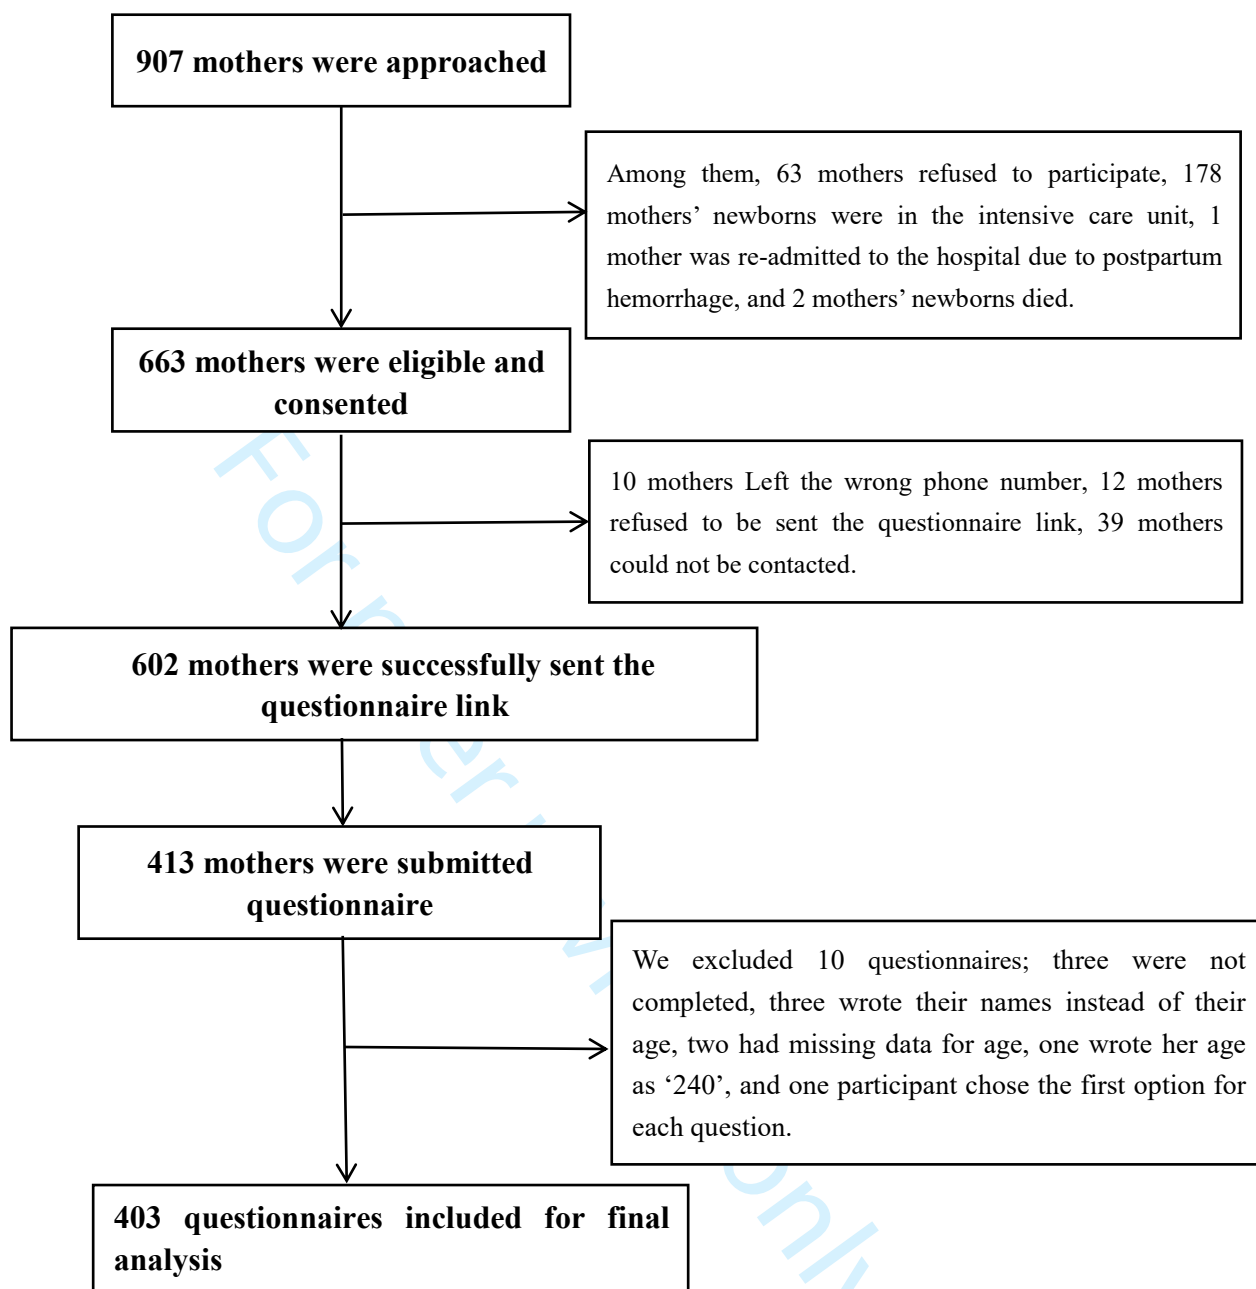 907 mothers were approached
Among them, 63 mothers refused to participate, 178
mothers’ newborns were in the intensive care unit, 1
mother was re-admitted to the hospital due to postpartum
hemorrhage, and 2 mothers’ newborns died.
663 mothers were eligible and
consented
10 mothers Left the wrong phone number, 12 mothers
refused to be sent the questionnaire link, 39 mothers
could not be contacted.
602 mothers were successfully sent the
questionnaire link
413 mothers were submitted
questionnaire
We excluded 10 questionnaires; three were not
completed, three wrote their names instead of their
age, two had missing data for age, one wrote her age
as ‘240’, and one participant chose the first option for
each question.
403 questionnaires included for final
analysis
For
only